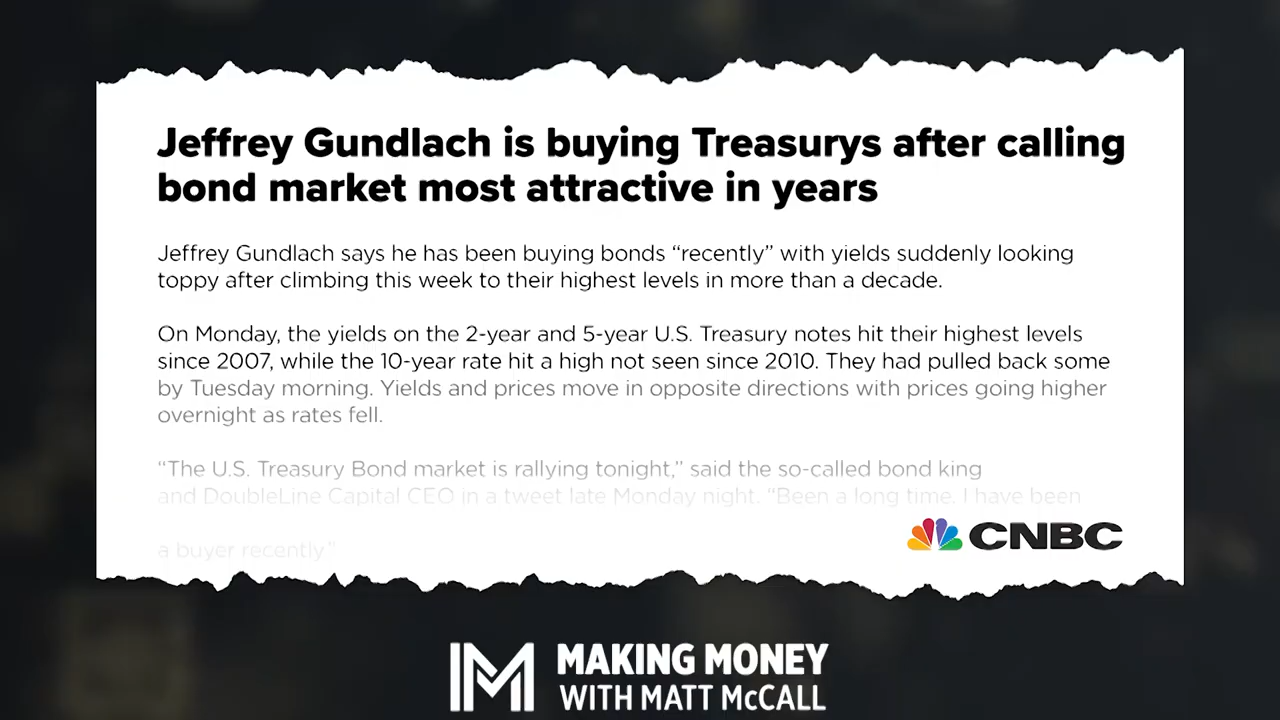 Jeffrey Gundlach is buying Treasurys after calling
bond market most attractive in years
Jeffrey Gundlach says he has been buying bonds “recently” with yields suddenly looking
toppy after climbing this week to their highest levels in more than a decade.
On Monday, the yields on the 2-year and 5-year U.S. Treasury notes hit their highest levels
since 2007, while the 10-year rate hit a high not seen since 2010. They had pulled back some
by Tuesday morning. Yields and prices move in opposite directions with prices going higher
overnight as rates fell.
“The U.S. Treasury Bond market is rallying tonight,” said the so-called bond king
and DoubleLine Capital CEO in a tweet late Monday night. “Been a long time. I have been
a buyer recently”
CNBC
MM MAKING MONEY
WITH MATT McCALL